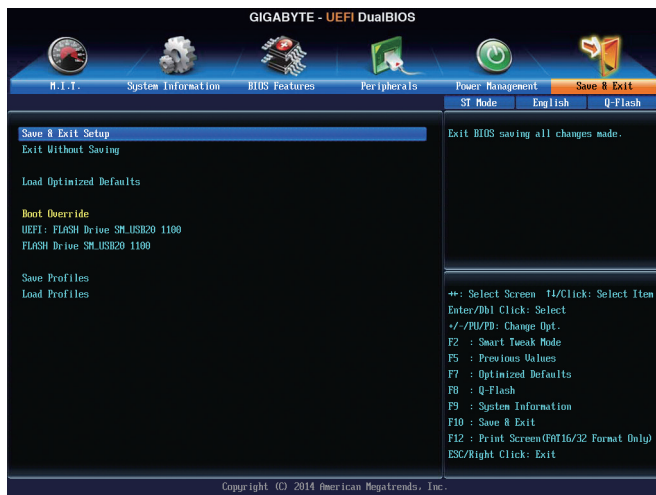 GIGABYTE - UEFI DualBIOS
M.I.T.
System Information
BIOS Features
Peripherals
Power Management
Save & Exit
ST Mode
English
Q-Flash
Save & Exit Setup
Exit Without Saving
Load Optimized Defaults
Boot Override
UEFI: FLASH Drive SM_USB20 1100
FLASH Drive SM_USB20 1100
Save Profiles
Load Profiles
Exit BIOS saving all changes made.
→←: Select Screen ↑↓/Click: Select Item
Enter/Dbl Click: Select
+/-/PU/PD: Change Opt.
F2 : Smart Tweak Mode
F5 : Previous Values
F7 : Optimized Defaults
F8 : Q-Flash
F9 : System Information
F10 : Save & Exit
F12 : Print Screen(FAT16/32 Format Only)
ESC/Right Click: Exit
Copyright (C) 2014 American Megatrends, Inc.